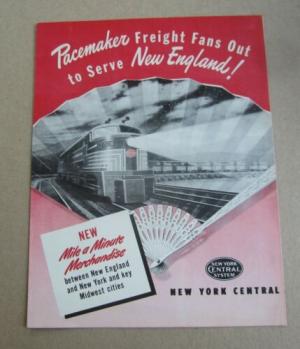 Pacemaker Freight Fans Out
to Serve New England!
NEW
Mile a Minute
Merchandise
between New England
and New York and key
Midwest cities
NEW YORK
CENTRAL
SYSTEM
NEW YORK CENTRAL